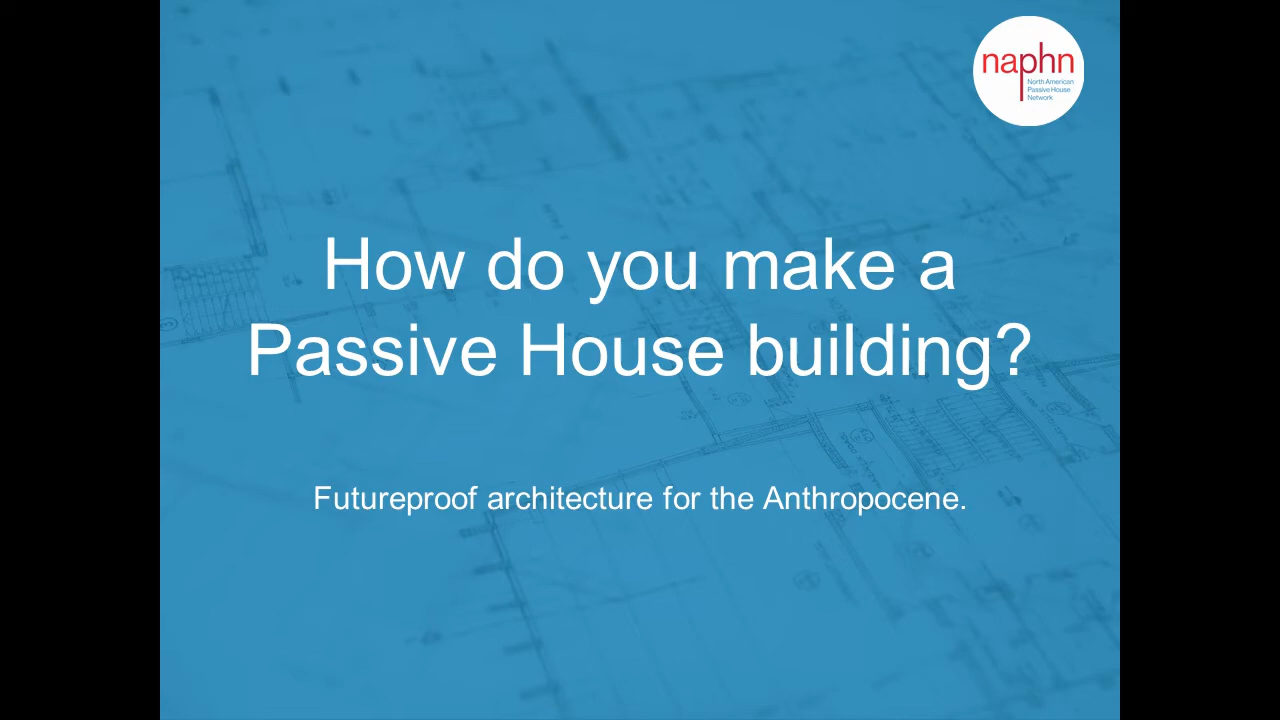 naphn
North American
Passive House
Network
How do you make a
Passive House building?
Futureproof architecture for the Anthropocene.